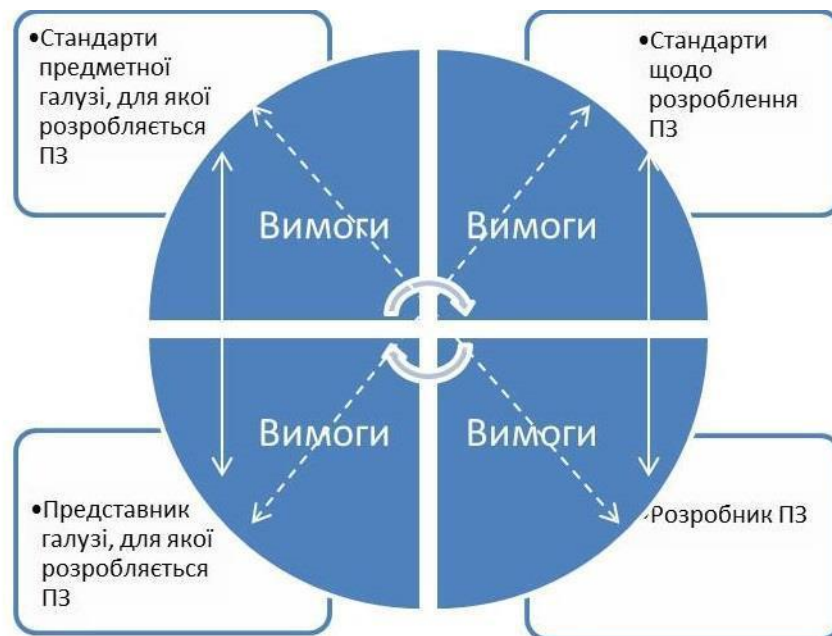 •Стандарти
предметної
галузі, для якої
розробляється
ПЗ
•Стандарти
щодо
розроблення
ПЗ
Вимоги
Вимоги
Вимоги
Вимоги
•Представник
галузі, для якої
розробляється
ПЗ
•Розробник ПЗ